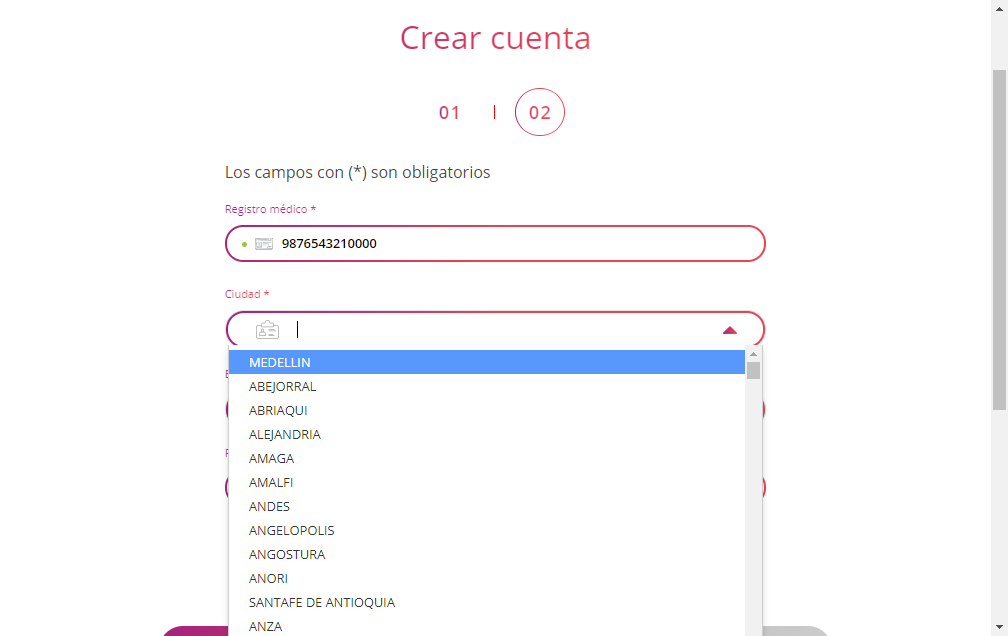 Crear cuenta
01 | 02
Los campos con (*) son obligatorios
Registro médico *
9876543210000
Ciudad *
MEDELLIN
ABEJORRAL
ABRIAQUI
ALEJANDRIA
AMAGA
AMALFI
ANDES
ANGELOPOLIS
ANGOSTURA
ANORI
SANTAFE DE ANTIOQUIA
ANZA